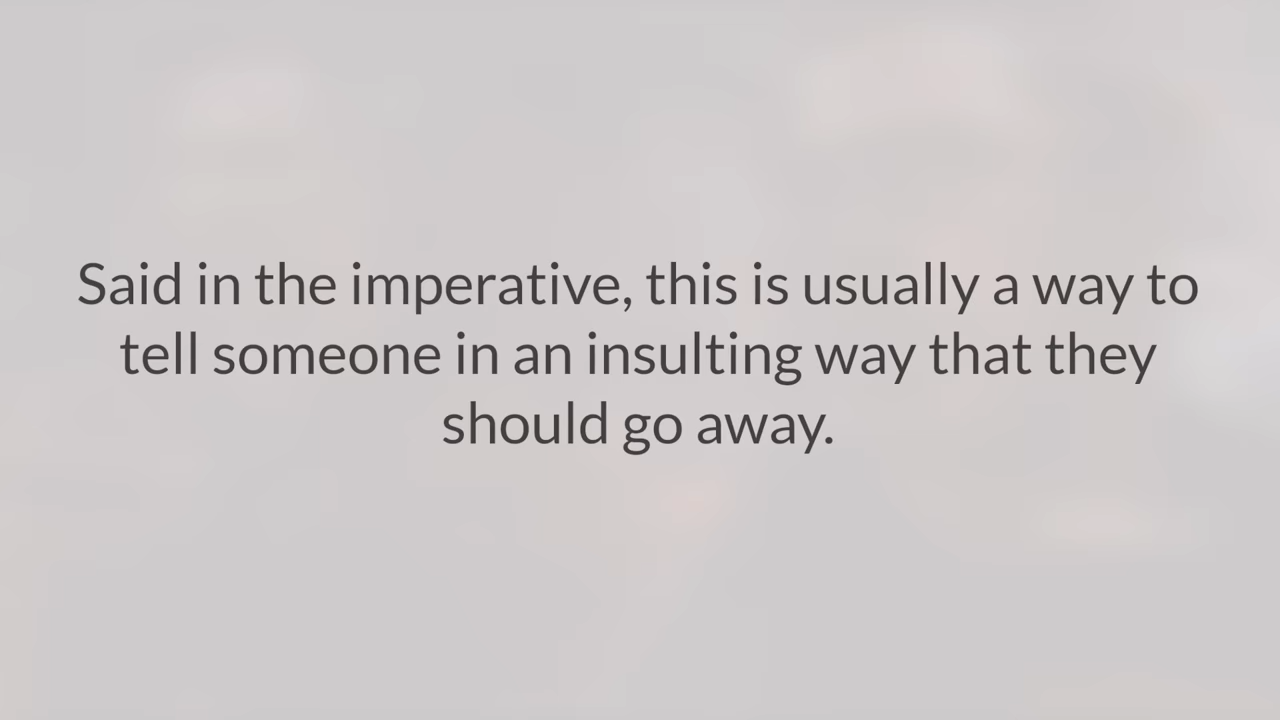 Said in the imperative, this is usually a way to
tell someone in an insulting way that they
should go away.